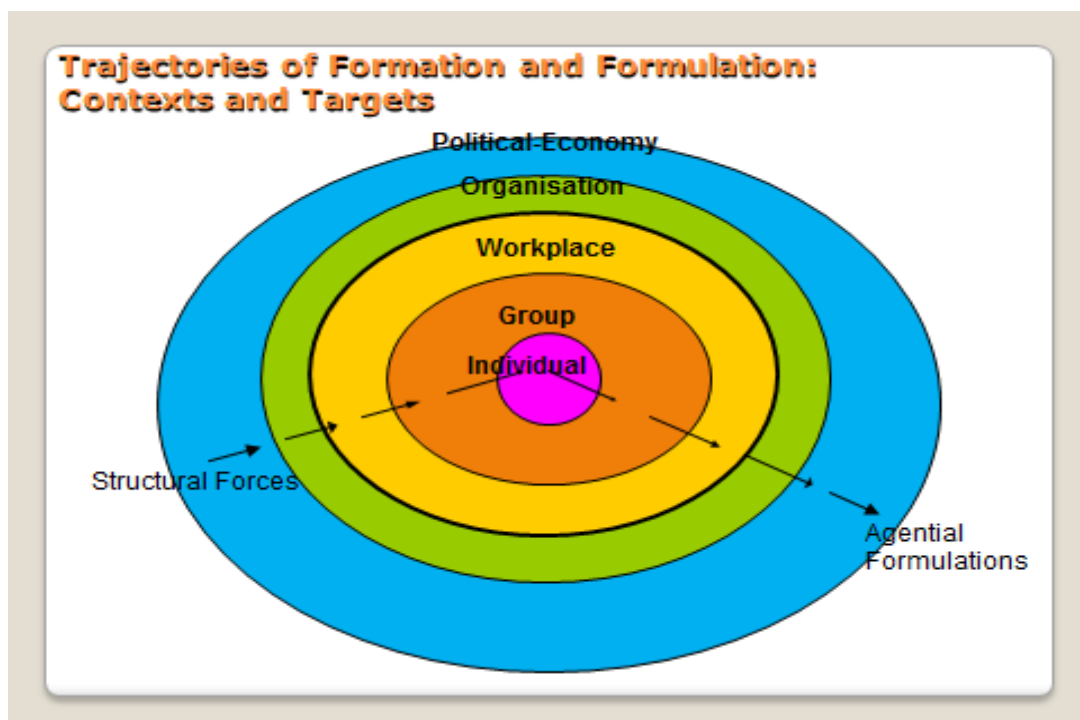 Trajectories of Formation and Formulation:
Contexts and Targets
Political-Economy
Organisation
Workplace
Group
Individual
Structural Forces
Agential
Formulations